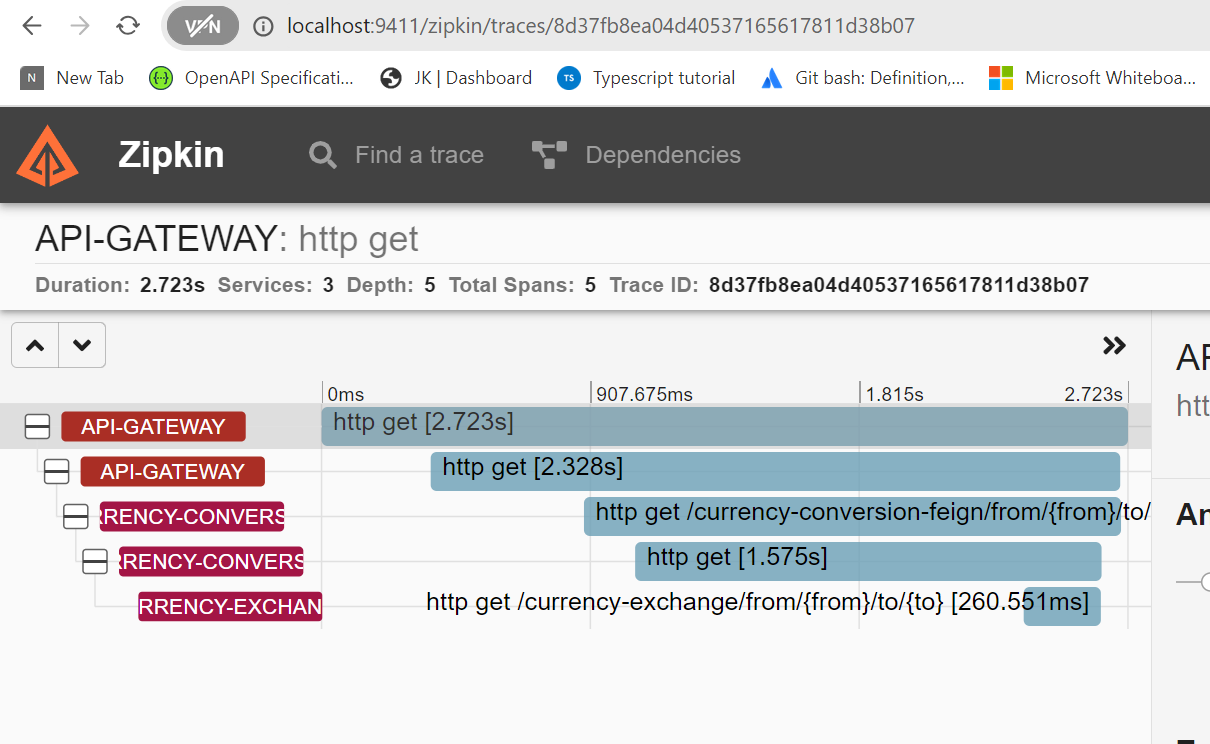 VPN localhost:9411/zipkin/traces/8d37fb8ea04d40537165617811d38b07
N New Tab {··} OpenAPI Specificati... JK | Dashboard TS Typescript tutorial Git bash: Definition,... Microsoft Whiteboa...
Zipkin Find a trace Dependencies
API-GATEWAY: http get
Duration: 2.723s Services: 3 Depth: 5 Total Spans: 5 Trace ID: 8d37fb8ea04d40537165617811d38b07
AP
htt
0ms 907.675ms 1.815s 2.723s
API-GATEWAY http get [2.723s]
API-GATEWAY http get [2.328s]
RRENCY-CONVERS http get /currency-conversion-feign/from/{from}/to/
An
RRENCY-CONVERS http get [1.575s]
RRENCY-EXCHAN http get /currency-exchange/from/{from}/to/{to} [260.551ms]